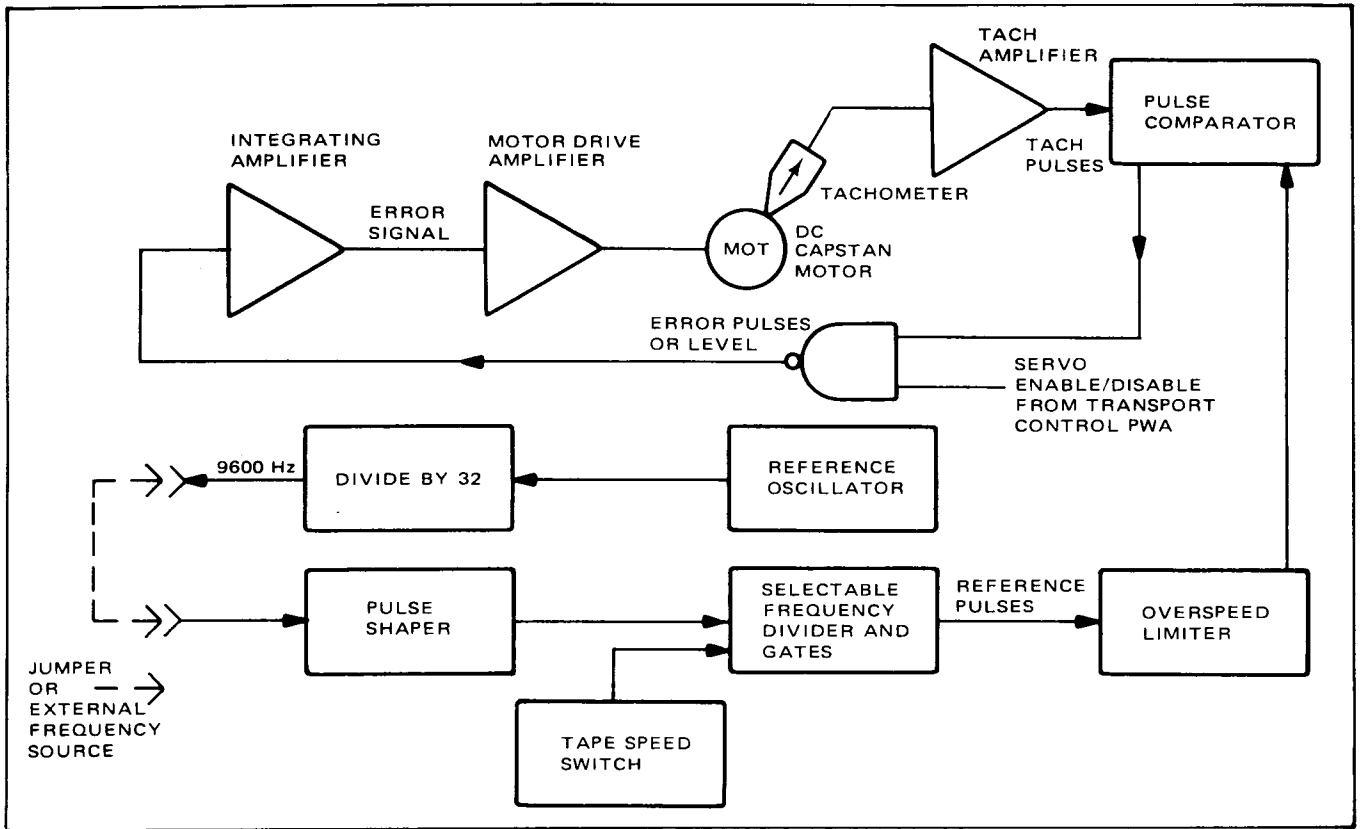 TACH
AMPLIFIER
PULSE
COMPARATOR
TACH
PULSES
INTEGRATING
AMPLIFIER
MOTOR DRIVE
AMPLIFIER
ERROR
SIGNAL
TACHOMETER
MOT
DC
CAPSTAN
MOTOR
ERROR PULSES
OR LEVEL
SERVO
ENABLE/DISABLE
FROM TRANSPORT
CONTROL PWA
9600 Hz
DIVIDE BY 32
REFERENCE
OSCILLATOR
PULSE
SHAPER
SELECTABLE
FREQUENCY
DIVIDER AND
GATES
REFERENCE
PULSES
OVERSPEED
LIMITER
JUMPER
OR
EXTERNAL
FREQUENCY
SOURCE
TAPE SPEED
SWITCH